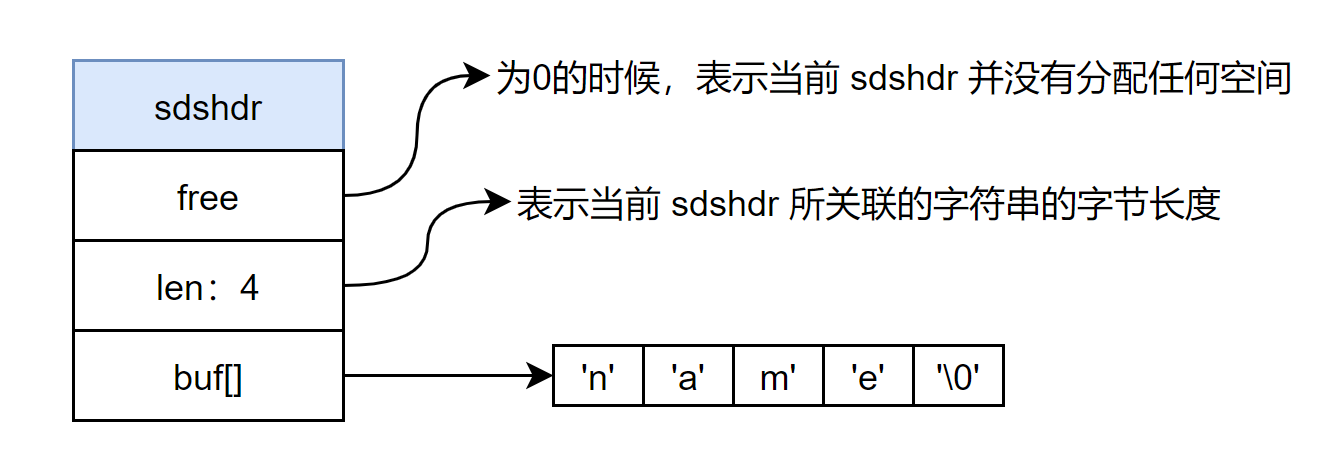 sdshdr
为0的时候，表示当前 sdshdr 并没有分配任何空间
free
表示当前 sdshdr 所关联的字符串的字节长度
len：4
buf[]
'n' 'a' m' 'e' '\0'